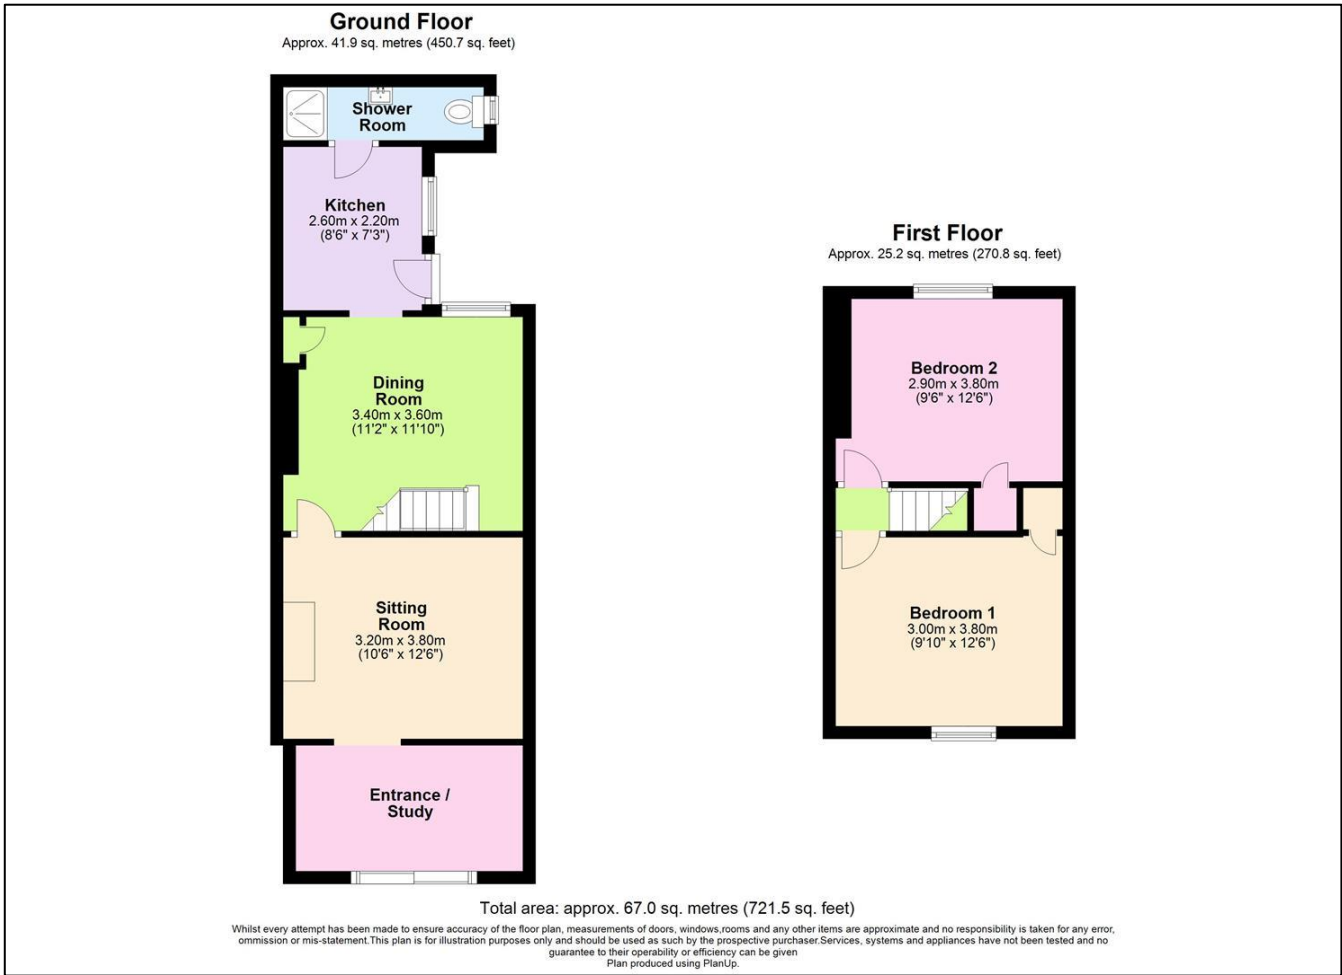 Ground Floor
Approx. 41.9 sq. metres (450.7 sq. feet)
Shower
Room
Kitchen
2.60m x 2.20m
(8'6" x 7'3")
Dining
Room
3.40m x 3.60m
(11'2" x 11'10")
Sitting
Room
3.20m x 3.80m
(10'6" x 12'6")
Entrance /
Study
First Floor
Approx. 25.2 sq. metres (270.8 sq. feet)
Bedroom 2
2.90m x 3.80m
(9'6" x 12'6")
Bedroom 1
3.00m x 3.80m
(9'10" x 12'6")
Total area: approx. 67.0 sq. metres (721.5 sq. feet)
Whilst every attempt has been made to ensure accuracy of the floor plan, measurements of doors, windows,rooms and any other items are approximate and no responsibility is taken for any error,
ommission or mis-statement.This plan is for illustration purposes only and should be used as such by the prospective purchaser.Services, systems and appliances have not been tested and no
guarantee to their operability or efficiency can be given
Plan produced using PlanUp.